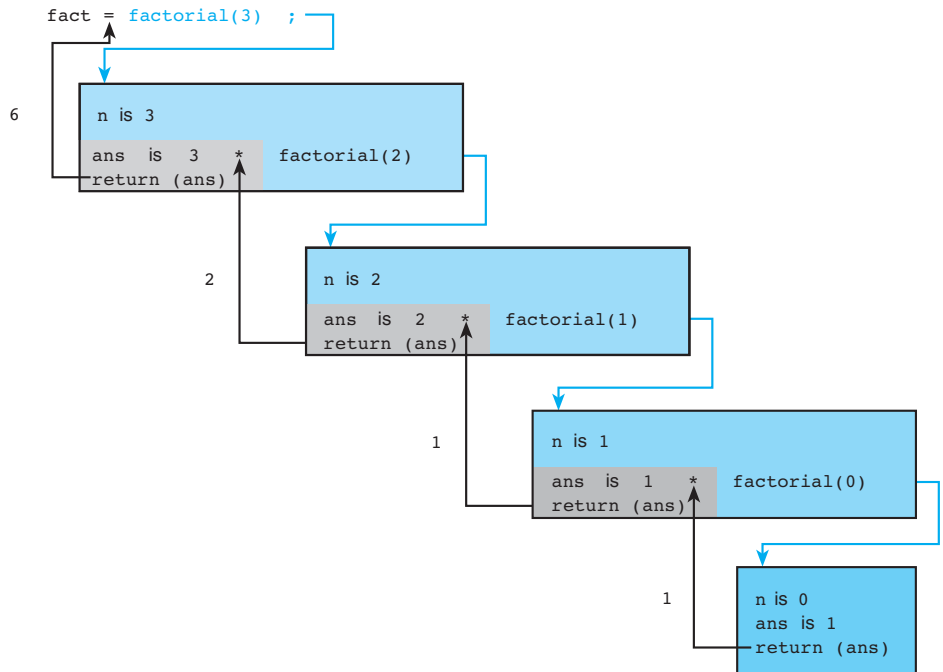 fact = factorial(3) ;
6
n is 3
ans is 3 * factorial(2)
return (ans)
2
n is 2
ans is 2 * factorial(1)
return (ans)
1
n is 1
ans is 1 * factorial(0)
return (ans)
1
n is 0
ans is 1
return (ans)